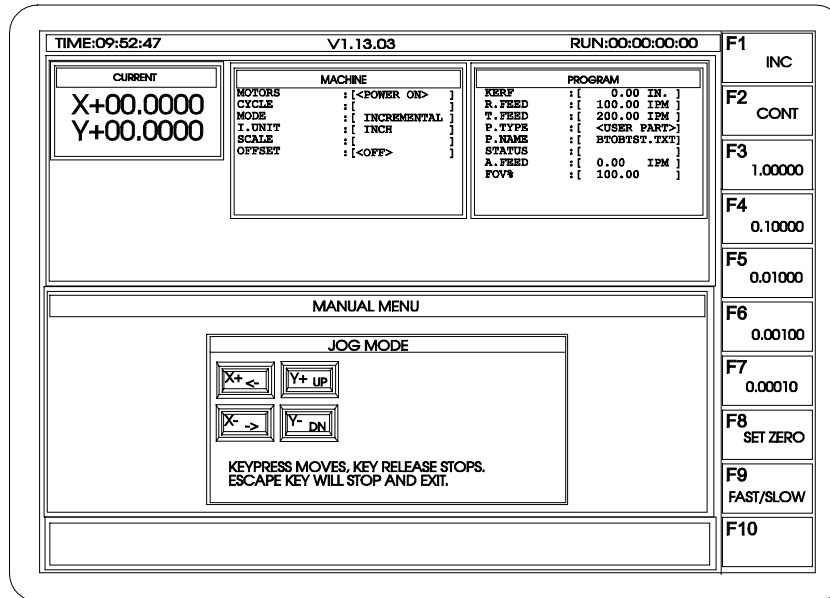 TIME:09:52:47 V1.13.03 RUN:00:00:00:00
CURRENT
X+00.0000
Y+00.0000
MACHINE
MOTORS :[<POWER ON> ]
CYCLE :[ ]
MODE :[ INCREMENTAL ]
I.UNIT :[ INCH ]
SCALE :[ ]
OFFSET :[<OFF> ]
PROGRAM
KERF :[ 0.00 IN. ]
R.FEED :[ 100.00 IPM ]
T.FEED :[ 200.00 IPM ]
P.TYPE :[ <USER PART>]
P.NAME :[ BTOBTST.TXT]
STATUS :[ ]
A.FEED :[ 0.00 IPM ]
FOV% :[ 100.00 ]
MANUAL MENU
JOG MODE
X+ <- Y+ UP
X- -> Y- DN
KEYPRESS MOVES, KEY RELEASE STOPS.
ESCAPE KEY WILL STOP AND EXIT.
F1
INC
F2
CONT
F3
1.00000
F4
0.10000
F5
0.01000
F6
0.00100
F7
0.00010
F8
SET ZERO
F9
FAST/SLOW
F10